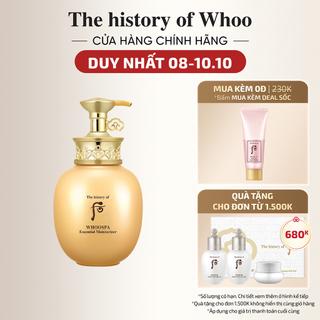 The history of Whoo
CỬA HÀNG CHÍNH HÃNG
DUY NHẤT 08-10.10
MUA KÈM 0Đ | 230K
*Bấm MUA KÈM DEAL SỐC
The history of
WHOOSPA
Essential Moisturizer
QUÀ TẶNG
CHO ĐƠN TỪ 1.500K
680K
*Số lượng có hạn. Chi tiết xem thêm ở hình kế tiếp
*Quà tặng cho đơn 1.500K không hiển thị cùng giỏ hàng
*Áp dụng cho giá trị thanh toán cuối cùng